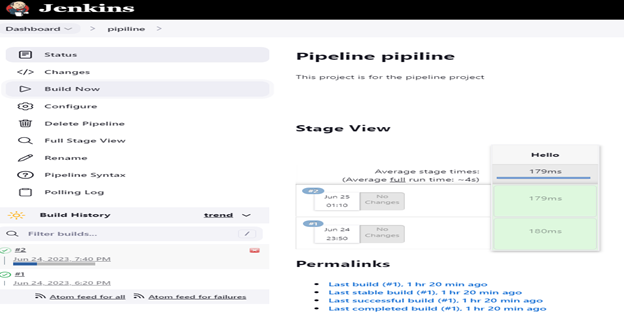 Jenkins
Dashboard
pipiline
Status
Changes
Build Now
Configure
Delete Pipeline
Full Stage View
Rename
Pipeline Syntax
Polling Log
Build History
trend
Filter builds...
/
#2
Jun 24, 2023, 7:40 PM
#1
Jun 24, 2023, 6:20 PM
Atom feed for all
Atom feed for failures
Pipeline pipiline
This project is for the pipeline project
Stage View
Hello
Average stage times:
(Average full run time: ~4s)
179ms
#2
Jun 25
01:10
No
Changes
179ms
#1
Jun 24
23:50
No
Changes
180ms
Permalinks
Last build (#1), 1 hr 20 min ago
Last stable build (#1), 1 hr 20 min ago
Last successful build (#1), 1 hr 20 min ago
Last completed build (#1), 1 hr 20 min ago